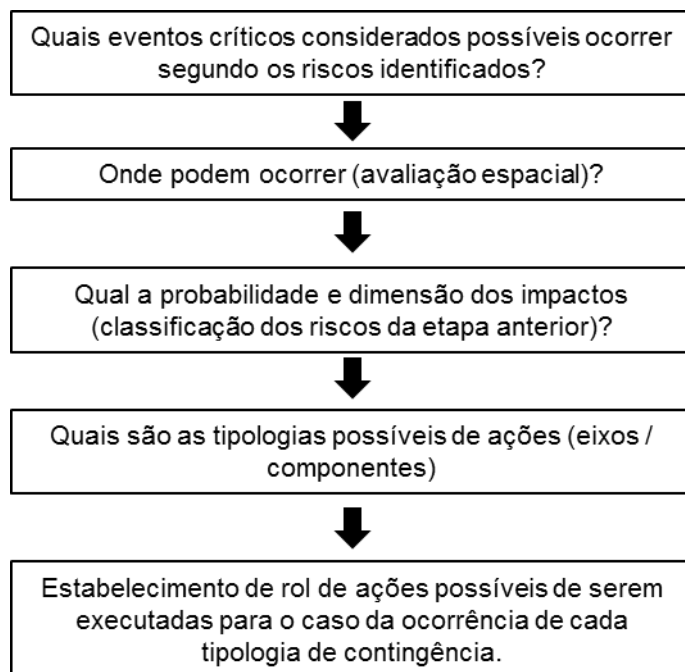 Quais eventos críticos considerados possíveis ocorrer
segundo os riscos identificados?
Onde podem ocorrer (avaliação espacial)?
Qual a probabilidade e dimensão dos impactos
(classificação dos riscos da etapa anterior)?
Quais são as tipologias possíveis de ações (eixos /
componentes)
Estabelecimento de rol de ações possíveis de serem
executadas para o caso da ocorrência de cada
tipologia de contingência.